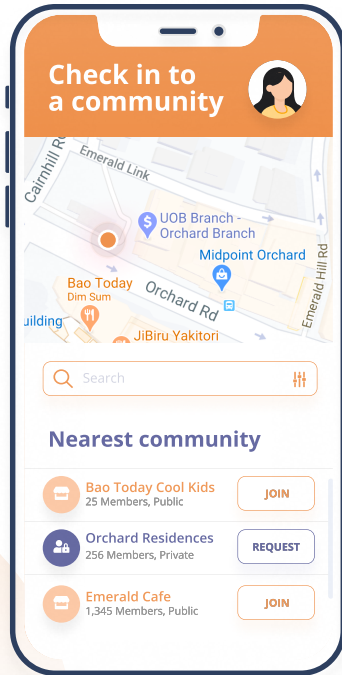 Check in to
a community
Cairnhill Rd
Emerald Link
UOB Branch -
Orchard Branch
Midpoint Orchard
Emerald Hill Rd
Bao Today
Dim Sum
Orchard Rd
uilding
JiBiru Yakitori
Search
Nearest community
Bao Today Cool Kids
25 Members, Public
JOIN
Orchard Residences
256 Members, Private
REQUEST
Emerald Cafe
1,345 Members, Public
JOIN